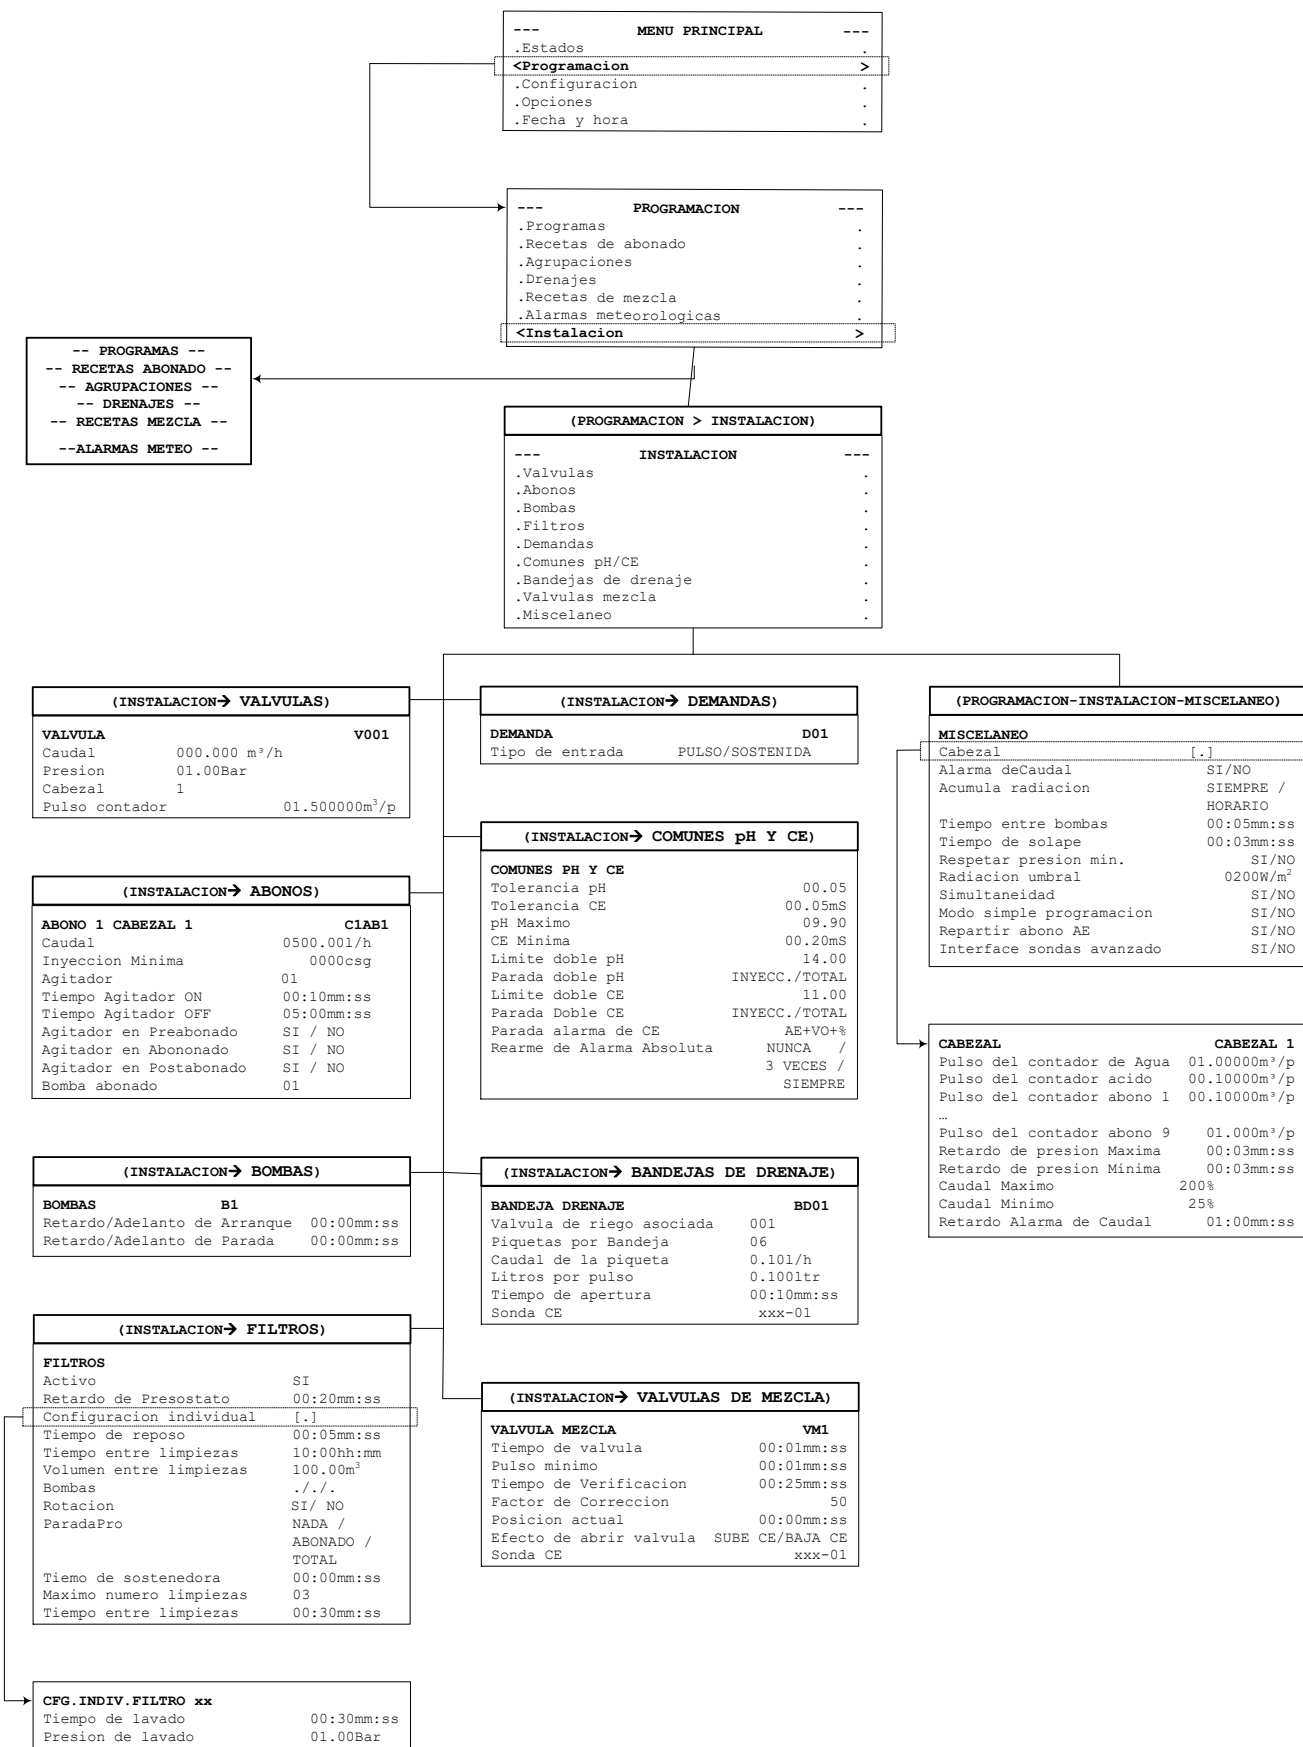 --- MENU PRINCIPAL ---
.Estados .
<Programacion >
.Configuracion .
.Opciones .
.Fecha y hora .
--- PROGRAMACION ---
.Programas .
.Recetas de abonado .
.Agrupaciones .
.Drenajes .
.Recetas de mezcla .
.Alarmas meteorologicas .
<Instalacion >
-- PROGRAMAS --
-- RECETAS ABONADO --
-- AGRUPACIONES --
-- DRENAJES --
-- RECETAS MEZCLA --
--ALARMAS METEO --
(PROGRAMACION > INSTALACION)
--- INSTALACION ---
.Valvulas .
.Abonos .
.Bombas .
.Filtros .
.Demandas .
.Comunes pH/CE .
.Bandejas de drenaje .
.Valvulas mezcla .
.Miscelaneo .
(INSTALACION→ VALVULAS)
VALVULA V001
Caudal 000.000 m³/h
Presion 01.00Bar
Cabezal 1
Pulso contador 01.500000m³/p
(INSTALACION→ ABONOS)
ABONO 1 CABEZAL 1 C1AB1
Caudal 0500.00l/h
Inyeccion Minima 0000csg
Agitador 01
Tiempo Agitador ON 00:10mm:ss
Tiempo Agitador OFF 05:00mm:ss
Agitador en Preabonado SI / NO
Agitador en Abononado SI / NO
Agitador en Postabonado SI / NO
Bomba abonado 01
(INSTALACION→ BOMBAS)
BOMBAS B1
Retardo/Adelanto de Arranque 00:00mm:ss
Retardo/Adelanto de Parada 00:00mm:ss
(INSTALACION→ FILTROS)
FILTROS
Activo SI
Retardo de Presostato 00:20mm:ss
Configuracion individual [.]
Tiempo de reposo 00:05mm:ss
Tiempo entre limpiezas 10:00hh:mm
Volumen entre limpiezas 100.00m³
Bombas ././.
Rotacion SI/ NO
ParadaPro NADA /
ABONADO /
TOTAL
Tiemo de sostenedora 00:00mm:ss
Maximo numero limpiezas 03
Tiempo entre limpiezas 00:30mm:ss
CFG.INDIV.FILTRO xx
Tiempo de lavado 00:30mm:ss
Presion de lavado 01.00Bar
(INSTALACION→ DEMANDAS)
DEMANDA D01
Tipo de entrada PULSO/SOSTENIDA
(INSTALACION→ COMUNES pH Y CE)
COMUNES PH Y CE
Tolerancia pH 00.05
Tolerancia CE 00.05mS
pH Maximo 09.90
CE Minima 00.20mS
Limite doble pH 14.00
Parada doble pH INYECC./TOTAL
Limite doble CE 11.00
Parada Doble CE INYECC./TOTAL
Parada alarma de CE AE+VO+%
Rearme de Alarma Absoluta NUNCA /
3 VECES /
SIEMPRE
(INSTALACION→ BANDEJAS DE DRENAJE)
BANDEJA DRENAJE BD01
Valvula de riego asociada 001
Piquetas por Bandeja 06
Caudal de la piqueta 0.10l/h
Litros por pulso 0.100ltr
Tiempo de apertura 00:10mm:ss
Sonda CE xxx-01
(INSTALACION→ VALVULAS DE MEZCLA)
VALVULA MEZCLA VM1
Tiempo de valvula 00:01mm:ss
Pulso minimo 00:01mm:ss
Tiempo de Verificacion 00:25mm:ss
Factor de Correccion 50
Posicion actual 00:00mm:ss
Efecto de abrir valvula SUBE CE/BAJA CE
Sonda CE xxx-01
(PROGRAMACION-INSTALACION-MISCELANEO)
MISCELANEO
Cabezal [.]
Alarma deCaudal SI/NO
Acumula radiacion SIEMPRE /
HORARIO
Tiempo entre bombas 00:05mm:ss
Tiempo de solape 00:03mm:ss
Respetar presion min. SI/NO
Radiacion umbral 0200W/m²
Simultaneidad SI/NO
Modo simple programacion SI/NO
Repartir abono AE SI/NO
Interface sondas avanzado SI/NO
CABEZAL CABEZAL 1
Pulso del contador de Agua 01.00000m³/p
Pulso del contador acido 00.10000m³/p
Pulso del contador abono 1 00.10000m³/p
…
Pulso del contador abono 9 01.000m³/p
Retardo de presion Maxima 00:03mm:ss
Retardo de presion Minima 00:03mm:ss
Caudal Maximo 200%
Caudal Minimo 25%
Retardo Alarma de Caudal 01:00mm:ss